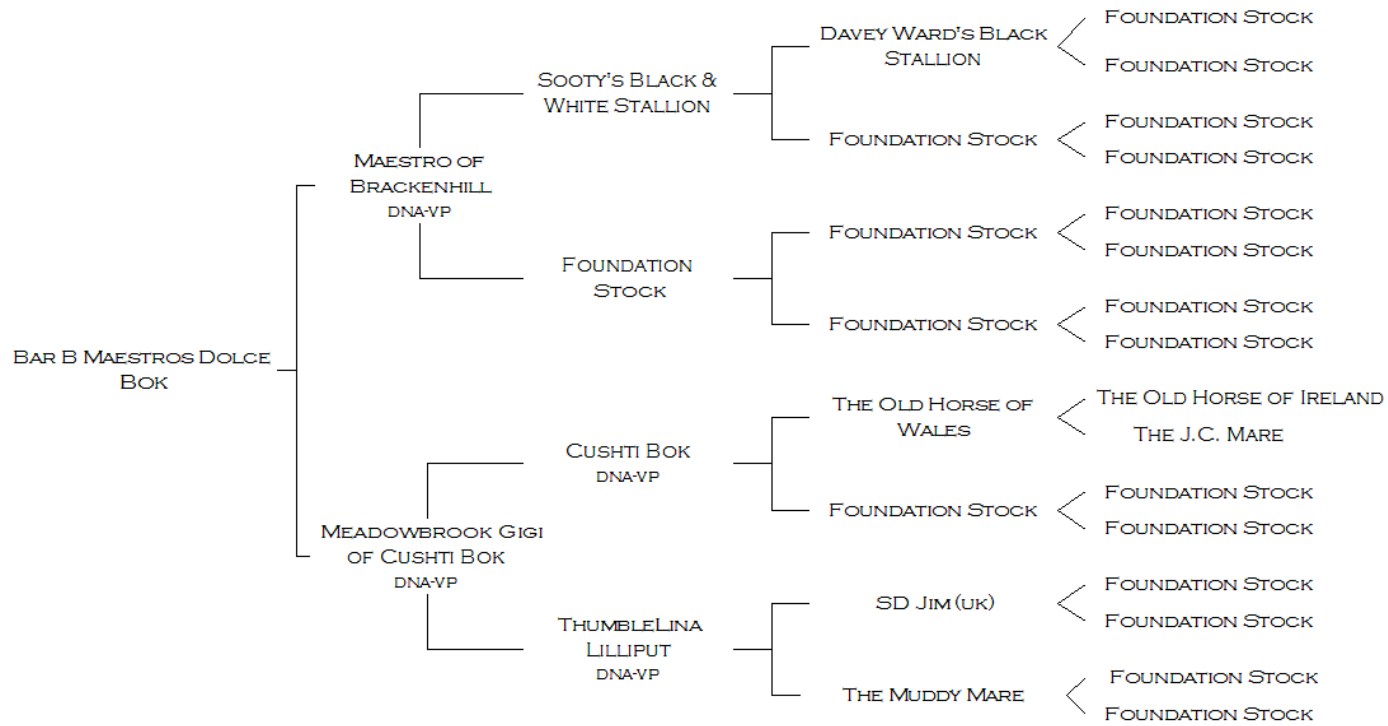 Foundation Stock
Davey Ward's Black
Stallion
Foundation Stock
Sooty's Black &
White Stallion
Foundation Stock
Foundation Stock
Foundation Stock
Maestro of
Brackenhill
DNA-VP
Foundation Stock
Foundation Stock
Foundation Stock
Foundation
Stock
Foundation Stock
Foundation Stock
Foundation Stock
Bar B Maestros Dolce
Bok
The Old Horse of
Wales
The Old Horse of Ireland
The J.C. Mare
Cushti Bok
DNA-VP
Foundation Stock
Foundation Stock
Foundation Stock
Meadowbrook Gigi
of Cushti Bok
DNA-VP
Foundation Stock
SD Jim (uk)
Foundation Stock
ThumbleLina
Lilliput
DNA-VP
Foundation Stock
The Muddy Mare
Foundation Stock